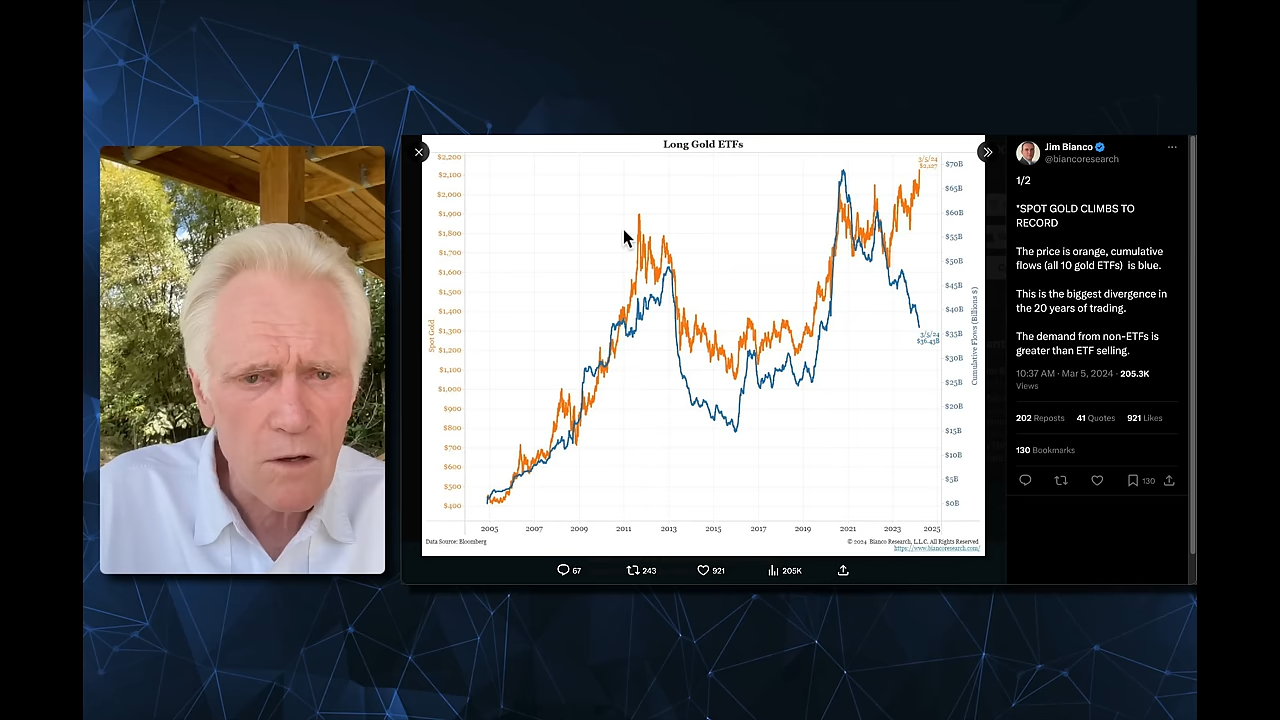 Long Gold ETFs
$2,200
$2,100
$2,000
$1,900
$1,800
$1,700
$1,600
$1,500
$1,400
$1,300
$1,200
$1,100
$1,000
$900
$800
$700
$600
$500
$400
Spot Gold
3/5/24
$2,127
$70B
$65B
$60B
$55B
$50B
$45B
$40B
$35B
$30B
$25B
$20B
$15B
$10B
$5B
$0B
Cumulative Flows (Billions $)
3/5/24
$36.43B
2005 2007 2009 2011 2013 2015 2017 2019 2021 2023 2025
Data Source: Bloomberg
© 2024 Bianco Research, L.L.C. All Rights Reserved
https://www.biancoresearch.com/
67 243 921 205K
Jim Bianco
@biancoresearch
1/2
*SPOT GOLD CLIMBS TO
RECORD
The price is orange, cumulative
flows (all 10 gold ETFs) is blue.
This is the biggest divergence in
the 20 years of trading.
The demand from non-ETFs is
greater than ETF selling.
10:37 AM · Mar 5, 2024 · 205.3K
Views
202 Reposts 41 Quotes 921 Likes
130 Bookmarks
130